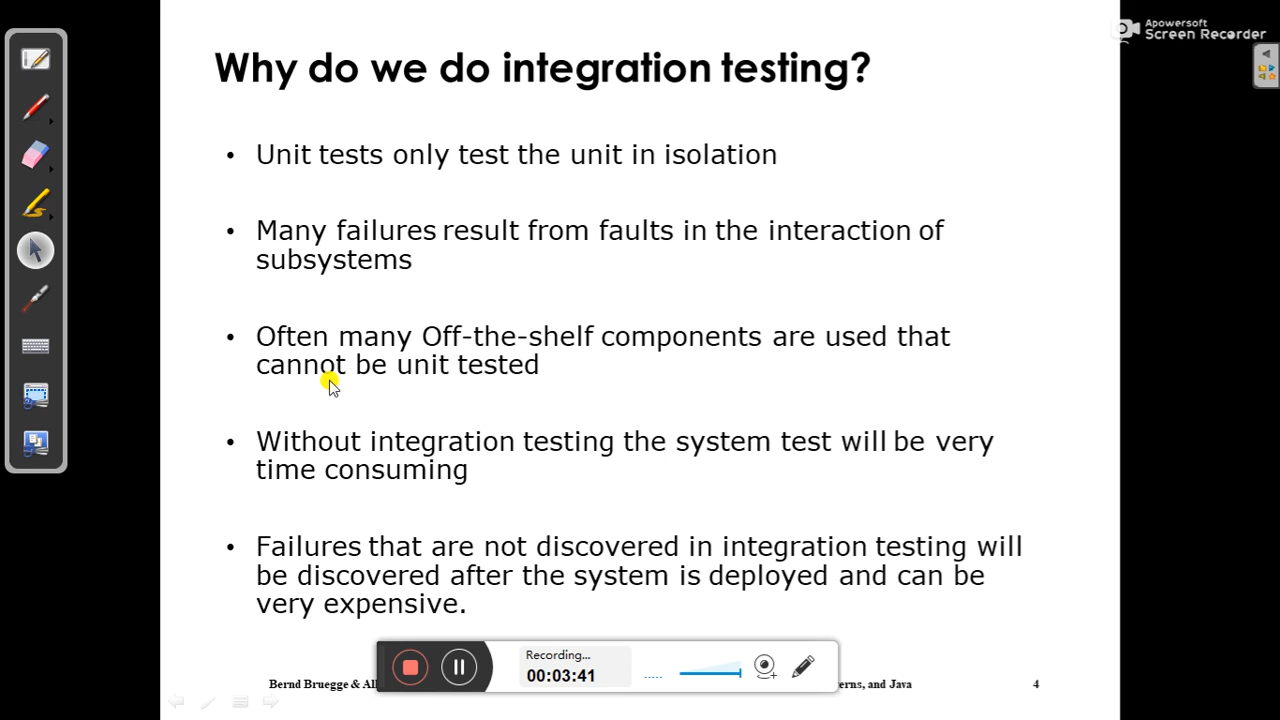 Apowersoft
Screen Recorder
Why do we do integration testing?
• Unit tests only test the unit in isolation
• Many failures result from faults in the interaction of
subsystems
• Often many Off-the-shelf components are used that
cannot be unit tested
• Without integration testing the system test will be very
time consuming
• Failures that are not discovered in integration testing will
be discovered after the system is deployed and can be
very expensive.
Recording...
00:03:41
Bernd Bruegge & Al
and Java
4